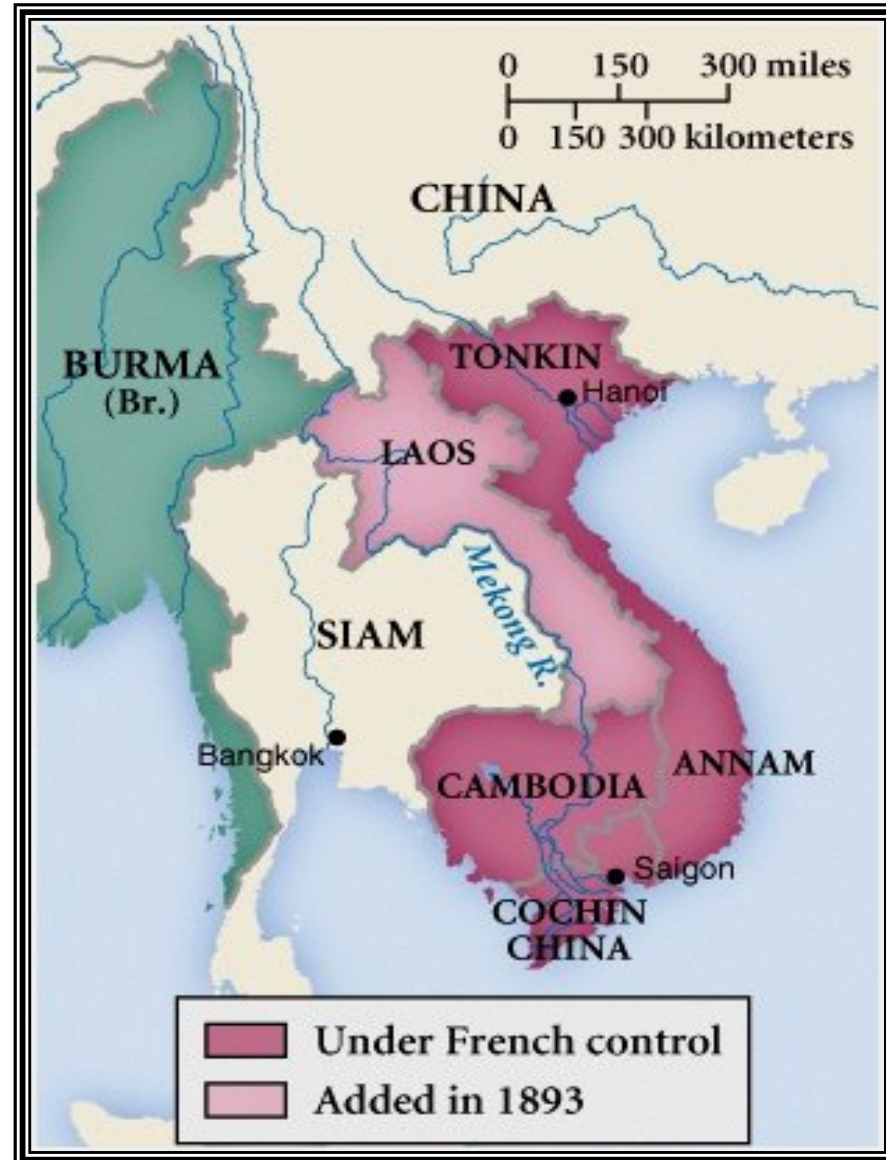 0 150 300 miles
0 150 300 kilometers
CHINA
TONKIN
Hanoi
BURMA
(Br.)
LAOS
Mekong R.
SIAM
Bangkok
ANNAM
CAMBODIA
Saigon
COCHIN
CHINA
Under French control
Added in 1893